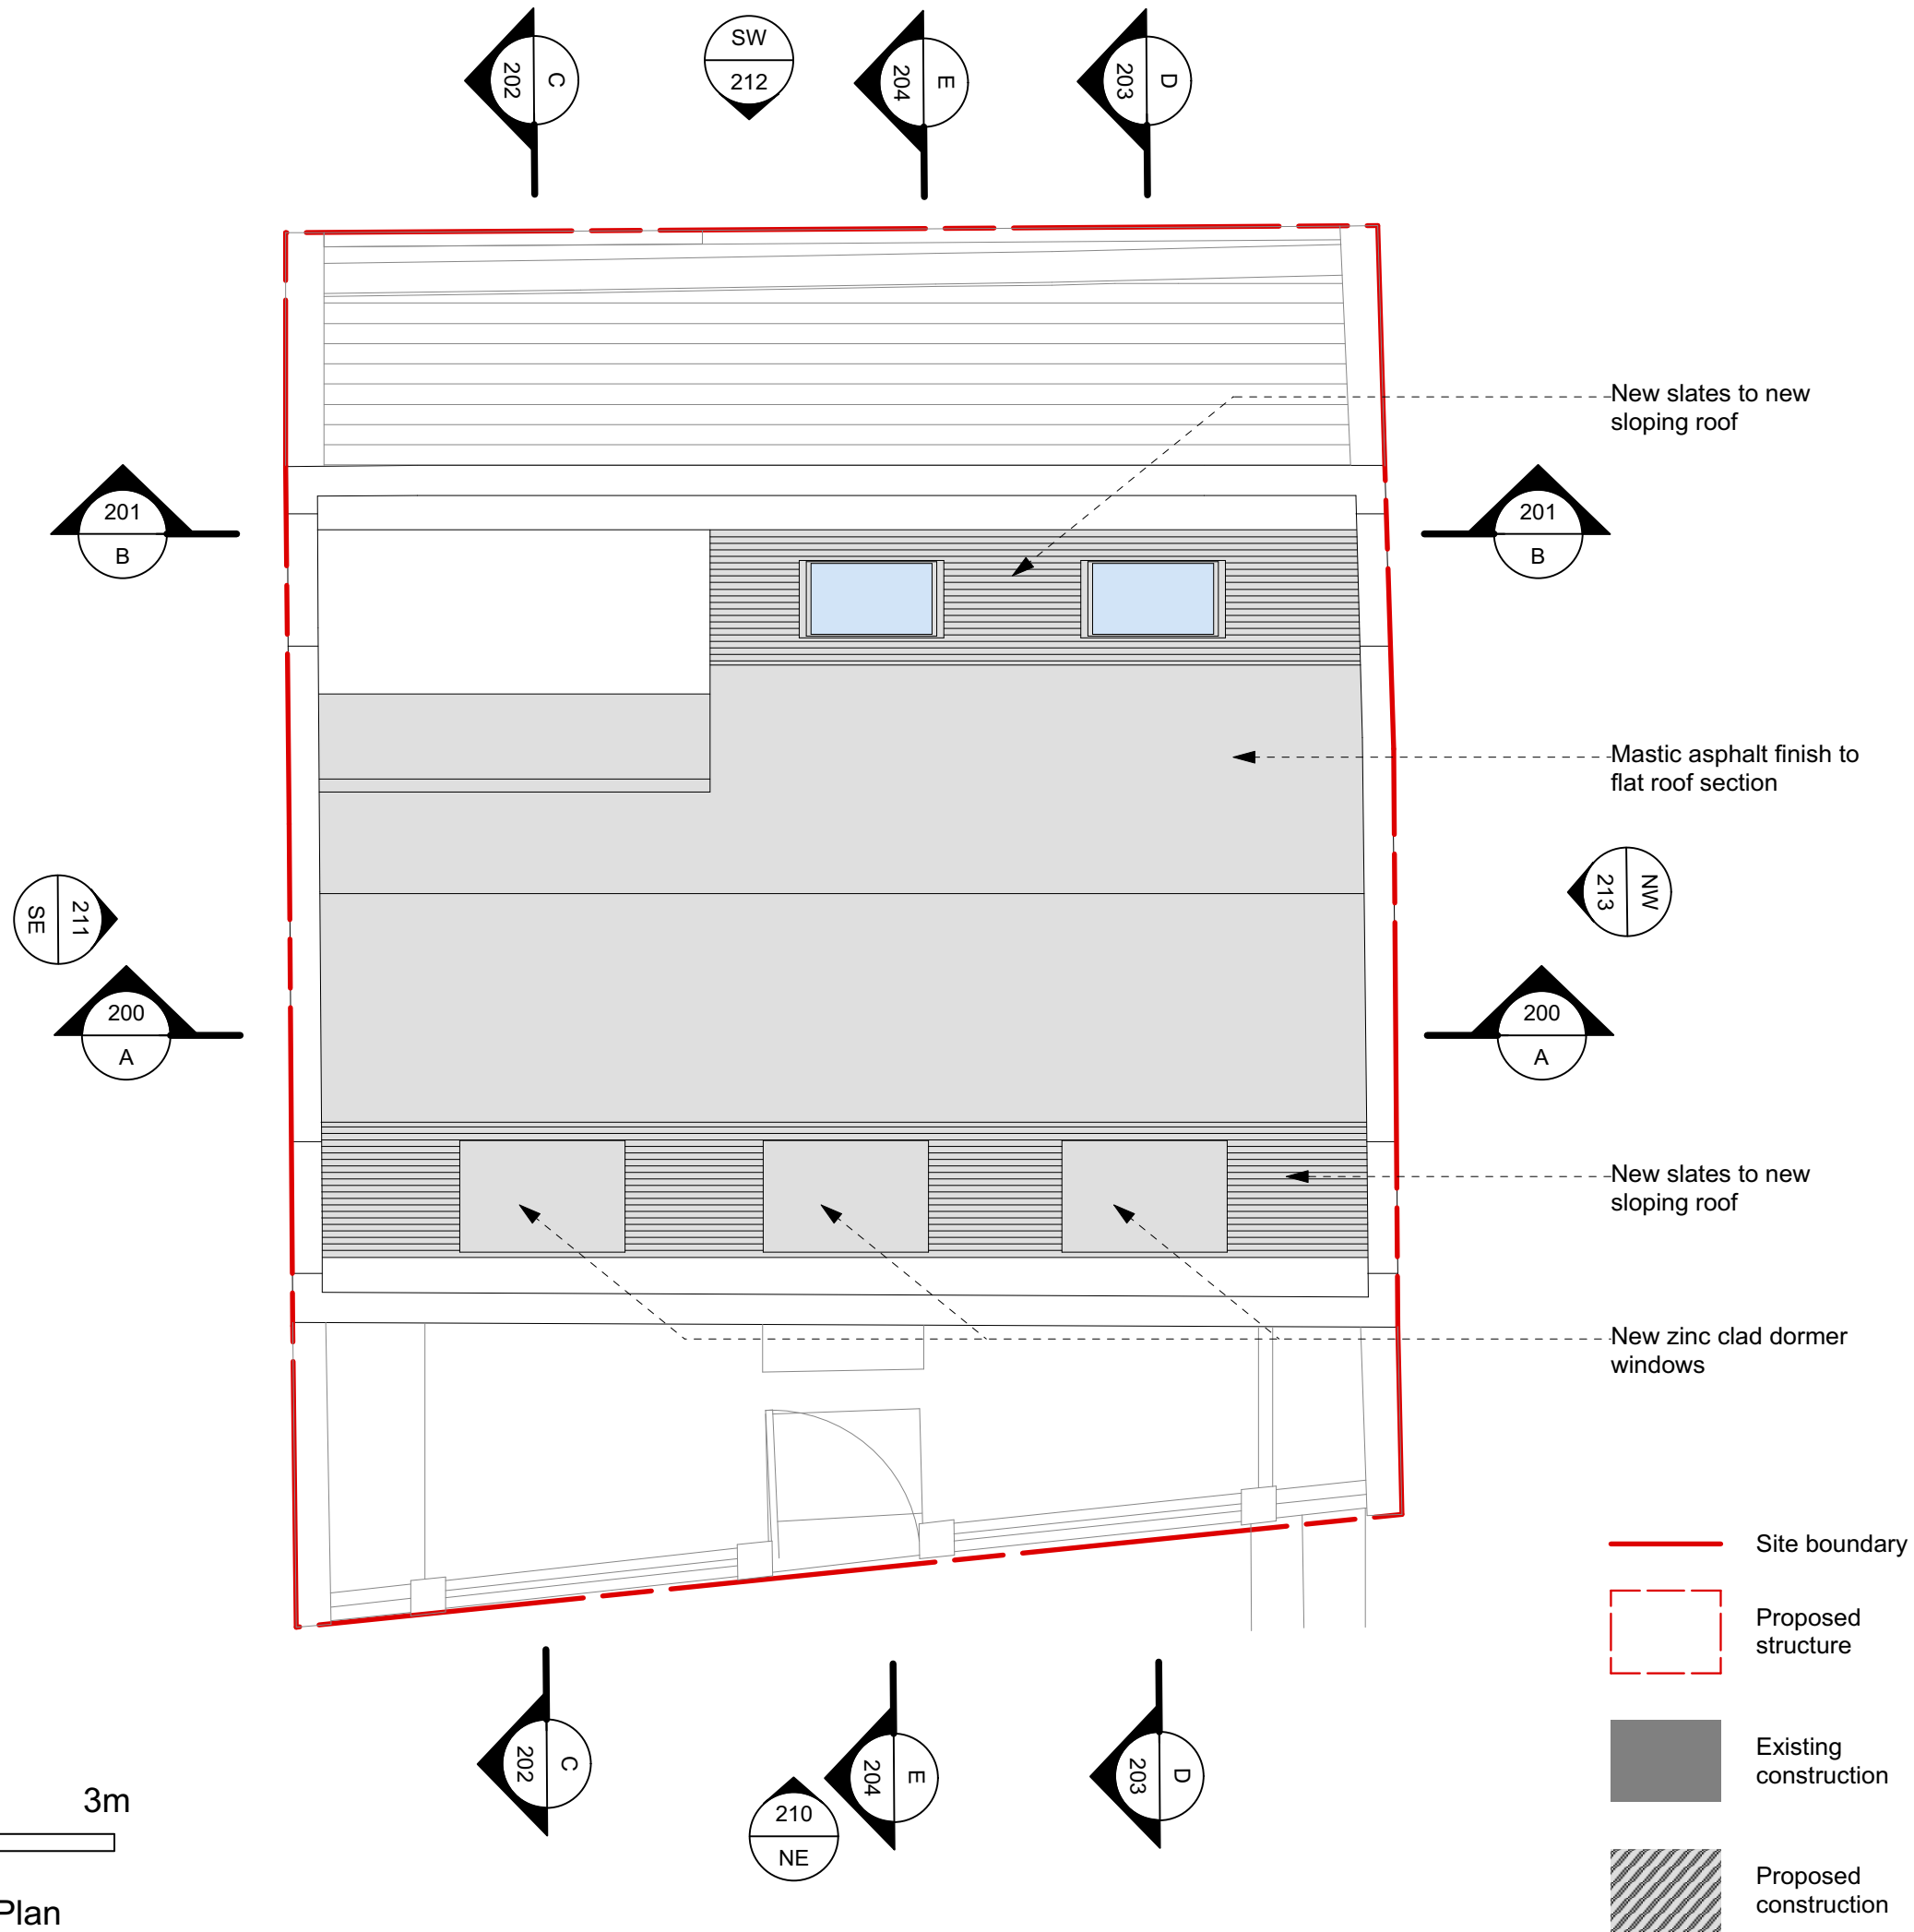 C
202
SW
212
E
204
D
203
New slates to new
sloping roof
201
B
201
B
Mastic asphalt finish to
flat roof section
211
SE
NW
213
200
A
200
A
New slates to new
sloping roof
New zinc clad dormer
windows
Site boundary
Proposed
structure
C
202
E
204
D
203
Existing
construction
3m
210
NE
Proposed
construction
Plan